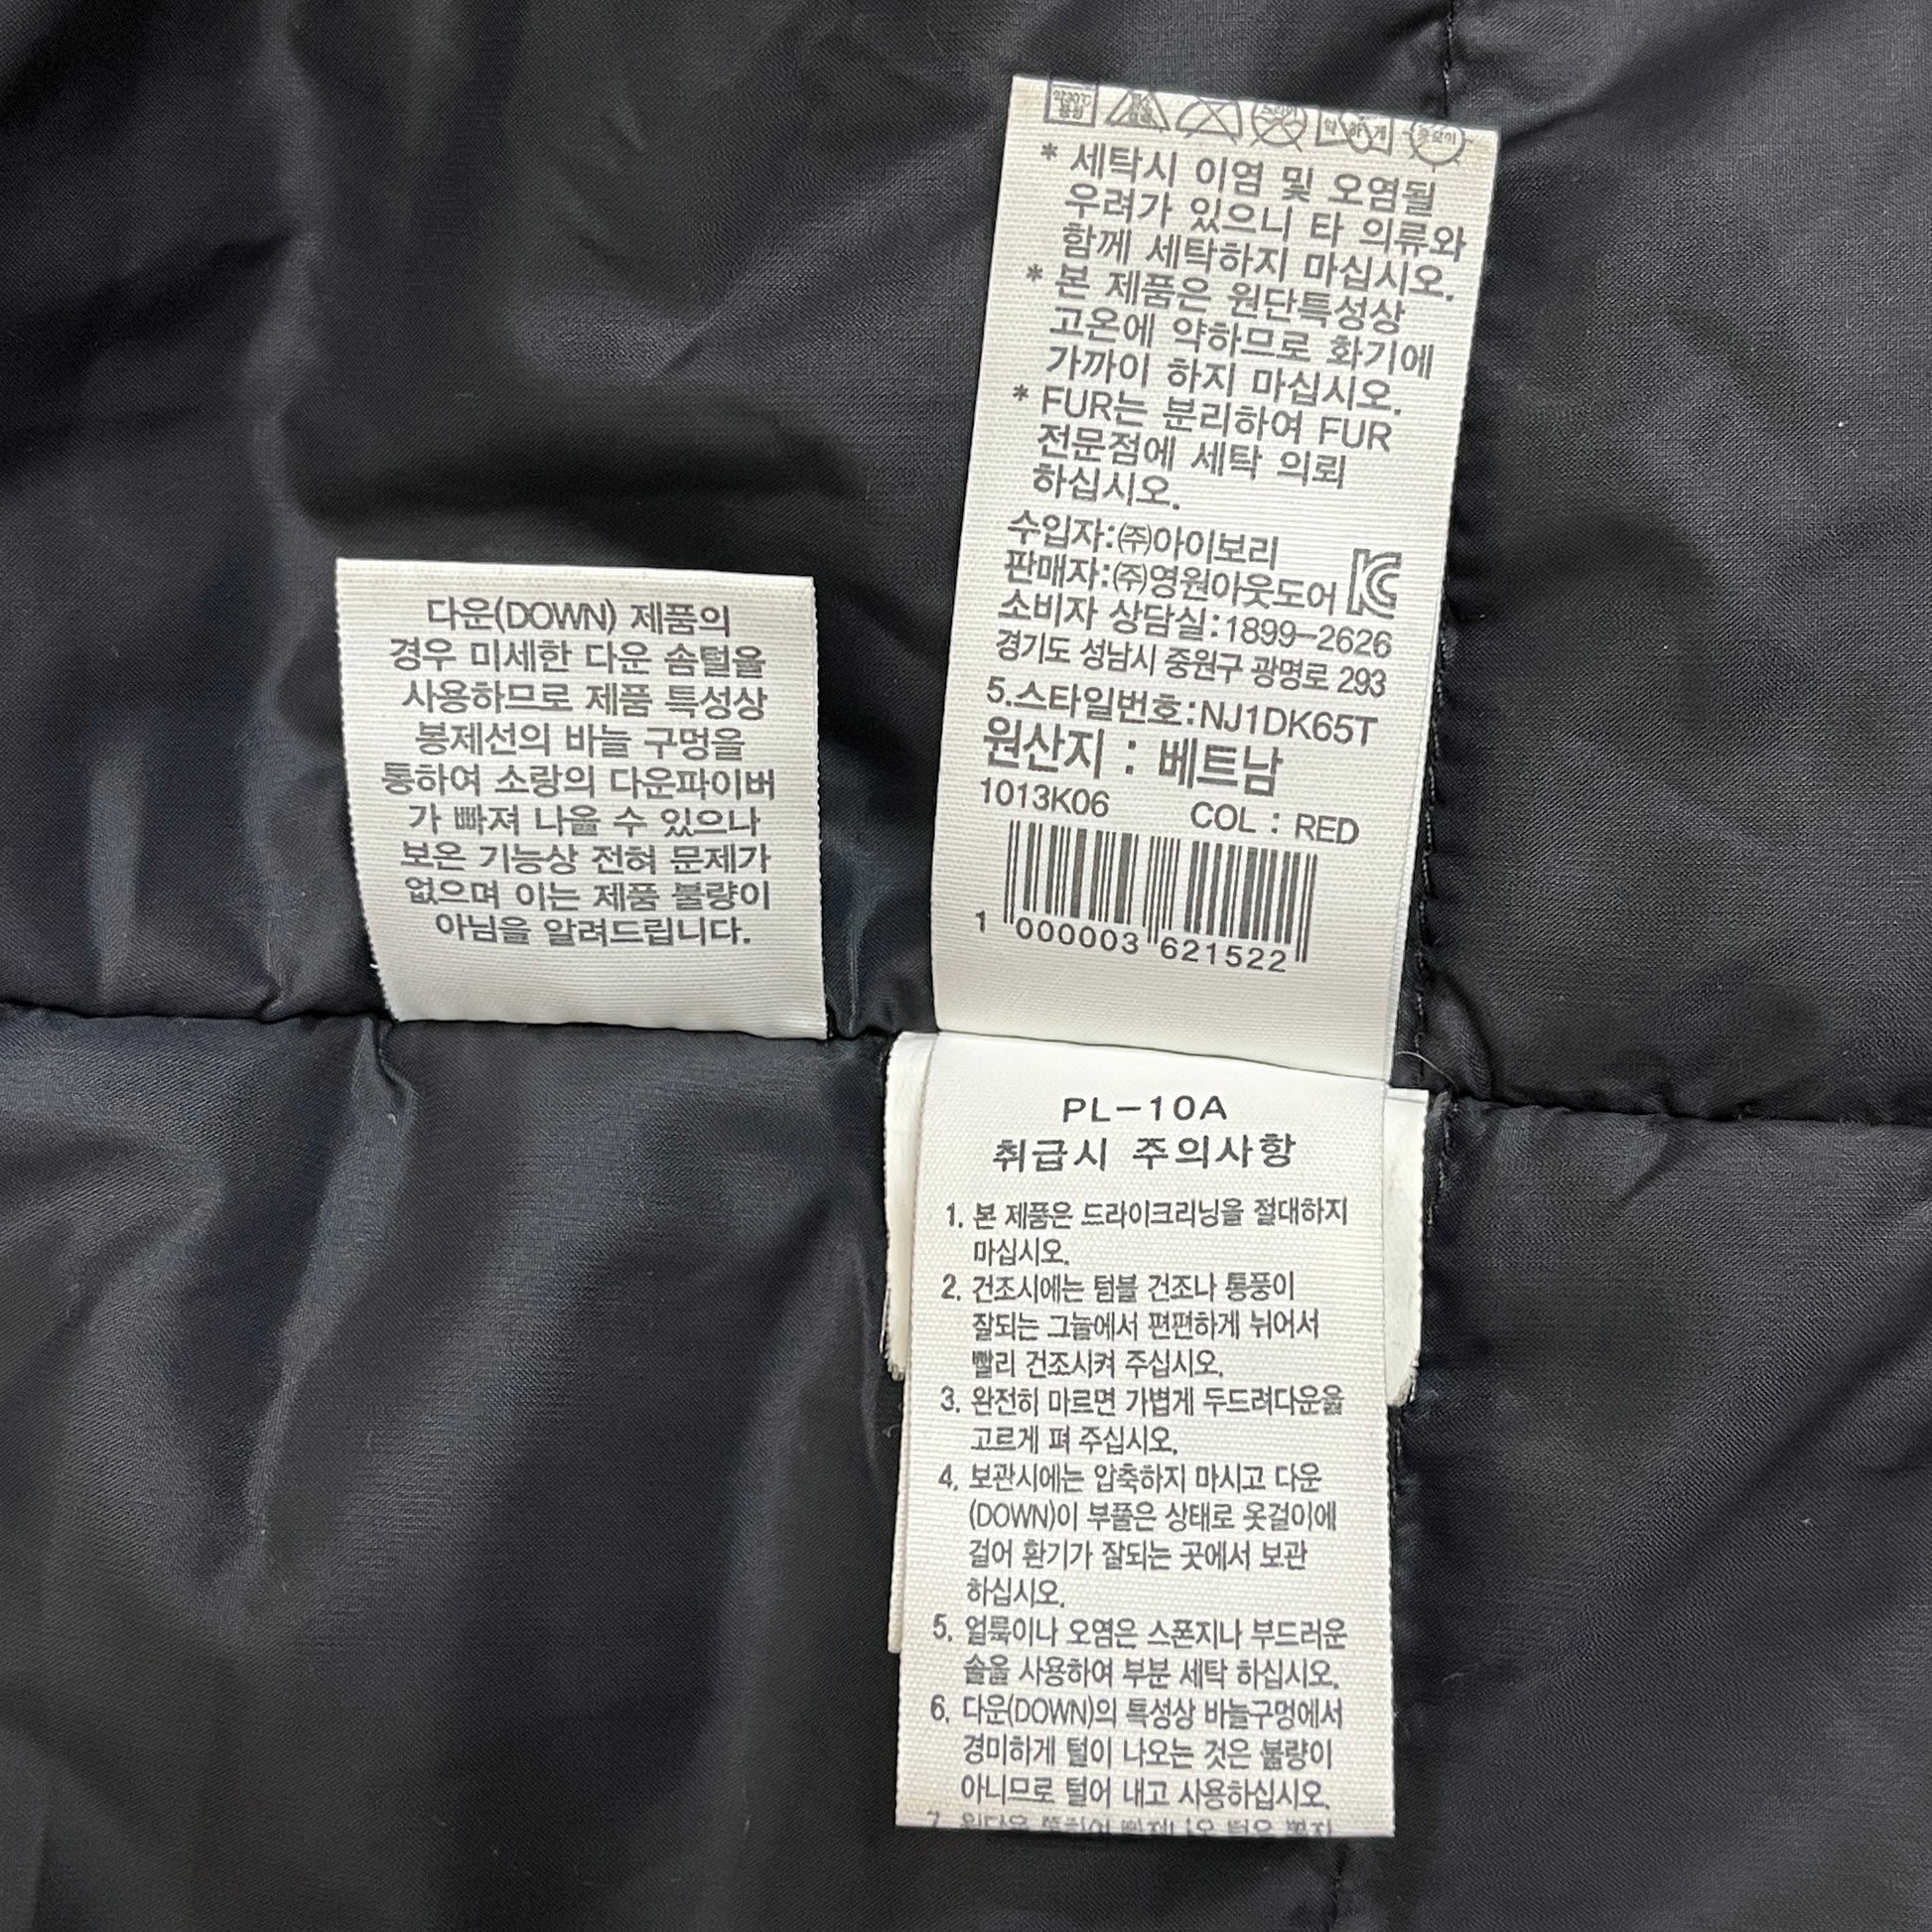 다운(DOWN) 제품의
경우 미세한 다운 솜털을
사용하므로 제품 특성상
봉제선의 바늘 구멍을
통하여 소랑의 다운파이버
가 빠져 나올 수 있으나
보온 기능상 전혀 문제가
없으며 이는 제품 불량이
아님을 알려드립니다.
약 하 게
* 세탁시 이염 및 오염될
우려가 있으니 타 의류와
함께 세탁하지 마십시오.
* 본 제품은 원단특성상
고온에 약하므로 화기에
가까이 하지 마십시오.
* FUR는 분리하여 FUR
전문점에 세탁 의뢰
하십시오.
수입자:㈜아이보리
판매자:㈜영원아웃도어
소비자 상담실:1899-2626
경기도 성남시 중원구 광명로 293
5.스타일번호:NJ1DK65T
원산지 : 베트남
1013K06 COL : RED
1 000003 621522
PL-10A
취급시 주의사항
1. 본 제품은 드라이크리닝을 절대하지
마십시오.
2. 건조시에는 텀블 건조나 통풍이
잘되는 그늘에서 편편하게 뉘어서
빨리 건조시켜 주십시오.
3. 완전히 마르면 가볍게 두드려다운을
고르게 펴 주십시오.
4. 보관시에는 압축하지 마시고 다운
(DOWN)이 부풀은 상태로 옷걸이에
걸어 환기가 잘되는 곳에서 보관
하십시오.
5. 얼룩이나 오염은 스폰지나 부드러운
솔을 사용하여 부분 세탁 하십시오.
6. 다운(DOWN)의 특성상 바늘구멍에서
경미하게 털이 나오는 것은 불량이
아니므로 털어 내고 사용하십시오.